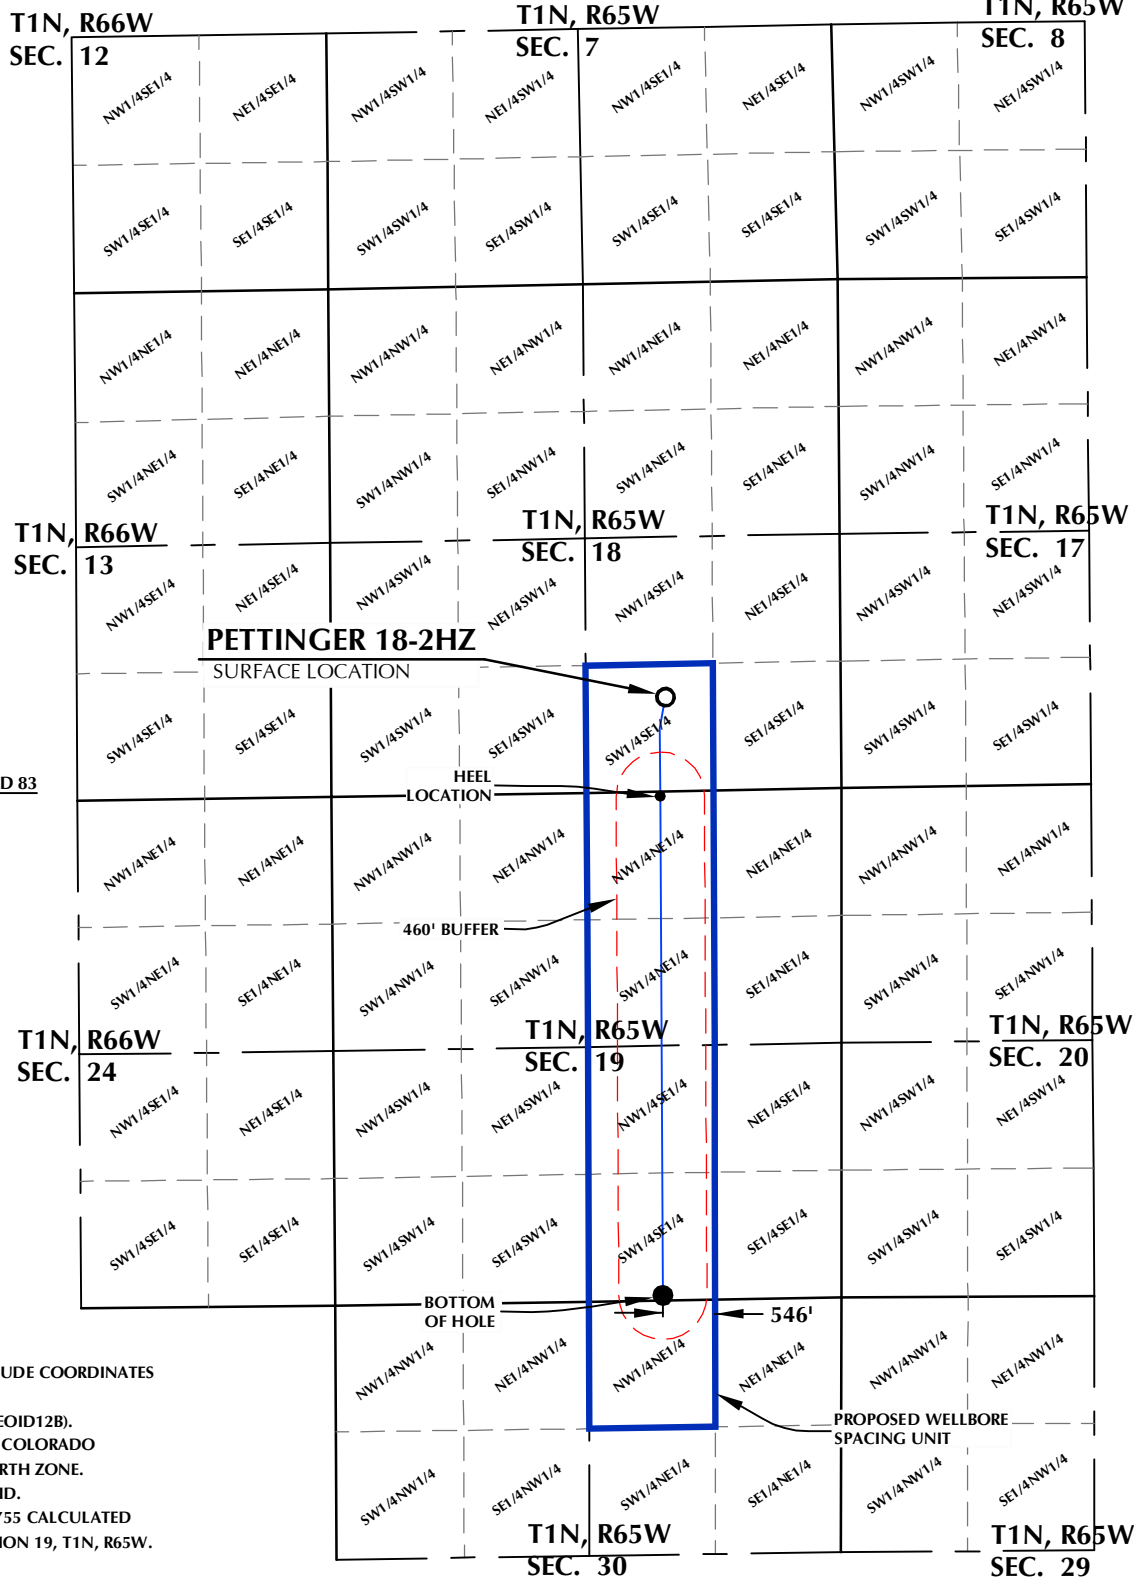 T1N, R66W
SEC. 12
T1N, R65W
SEC. 7
T1N, R65W
SEC. 8
NW1/4SE1/4
NE1/4SE1/4
NW1/4SW1/4
NE1/4SW1/4
NW1/4SE1/4
NE1/4SE1/4
NW1/4SW1/4
NE1/4SW1/4
SW1/4SE1/4
SE1/4SE1/4
SW1/4SW1/4
SE1/4SW1/4
SW1/4SE1/4
SE1/4SE1/4
SW1/4SW1/4
SE1/4SW1/4
NW1/4NE1/4
NE1/4NE1/4
NW1/4NW1/4
NE1/4NW1/4
NW1/4NE1/4
NE1/4NE1/4
NW1/4NW1/4
NE1/4NW1/4
SW1/4NE1/4
SE1/4NE1/4
SW1/4NW1/4
SE1/4NW1/4
SW1/4NE1/4
SE1/4NE1/4
SW1/4NW1/4
SE1/4NW1/4
T1N, R66W
SEC. 13
T1N, R65W
SEC. 18
T1N, R65W
SEC. 17
NW1/4SE1/4
NE1/4SE1/4
NW1/4SW1/4
NE1/4SW1/4
NW1/4SE1/4
NE1/4SE1/4
NW1/4SW1/4
NE1/4SW1/4
PETTINGER 18-2HZ
SURFACE LOCATION
SW1/4SE1/4
SE1/4SE1/4
SW1/4SW1/4
SE1/4SW1/4
SW1/4SE1/4
SE1/4SE1/4
SW1/4SW1/4
SE1/4SW1/4
D 83
HEEL
LOCATION
NW1/4NE1/4
NE1/4NE1/4
NW1/4NW1/4
NE1/4NW1/4
NW1/4NE1/4
NE1/4NE1/4
NW1/4NW1/4
NE1/4NW1/4
460' BUFFER
SW1/4NE1/4
SE1/4NE1/4
SW1/4NW1/4
SE1/4NW1/4
SW1/4NE1/4
SE1/4NE1/4
SW1/4NW1/4
SE1/4NW1/4
T1N, R66W
SEC. 24
T1N, R65W
SEC. 19
T1N, R65W
SEC. 20
NW1/4SE1/4
NE1/4SE1/4
NW1/4SW1/4
NE1/4SW1/4
NW1/4SE1/4
NE1/4SE1/4
NW1/4SW1/4
NE1/4SW1/4
SW1/4SE1/4
SE1/4SE1/4
SW1/4SW1/4
SE1/4SW1/4
SW1/4SE1/4
SE1/4SE1/4
SW1/4SW1/4
SE1/4SW1/4
BOTTOM
OF HOLE
546'
NW1/4NW1/4
NE1/4NW1/4
NW1/4NE1/4
NE1/4NE1/4
NW1/4NW1/4
NE1/4NW1/4
PROPOSED WELLBORE
SPACING UNIT
UDE COORDINATES
EOID12B).
COLORADO
RTH ZONE.
ID.
755 CALCULATED
ION 19, T1N, R65W.
SW1/4NW1/4
SE1/4NW1/4
SW1/4NE1/4
SE1/4NE1/4
SW1/4NW1/4
SE1/4NW1/4
T1N, R65W
SEC. 30
T1N, R65W
SEC. 29